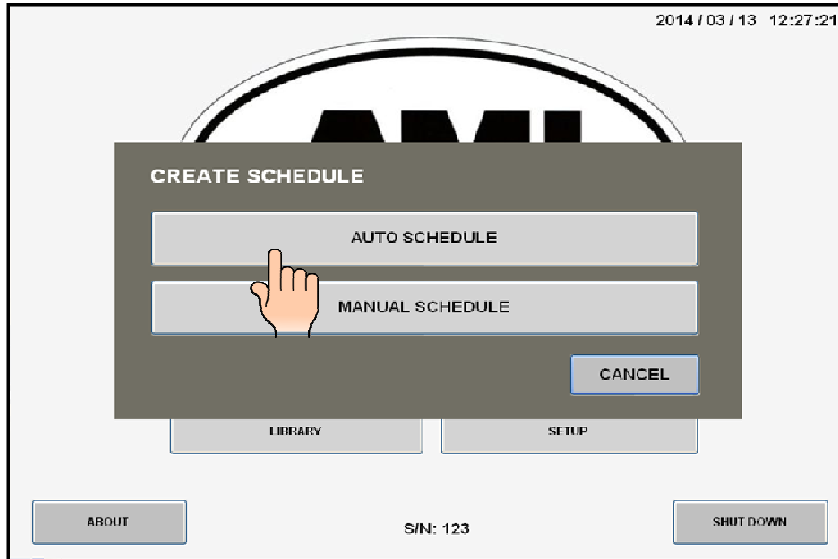 2014 / 03 / 13 12:27:21
AMI
CREATE SCHEDULE
AUTO SCHEDULE
MANUAL SCHEDULE
CANCEL
LIBRARY SETUP
ABOUT S/N: 123 SHUT DOWN